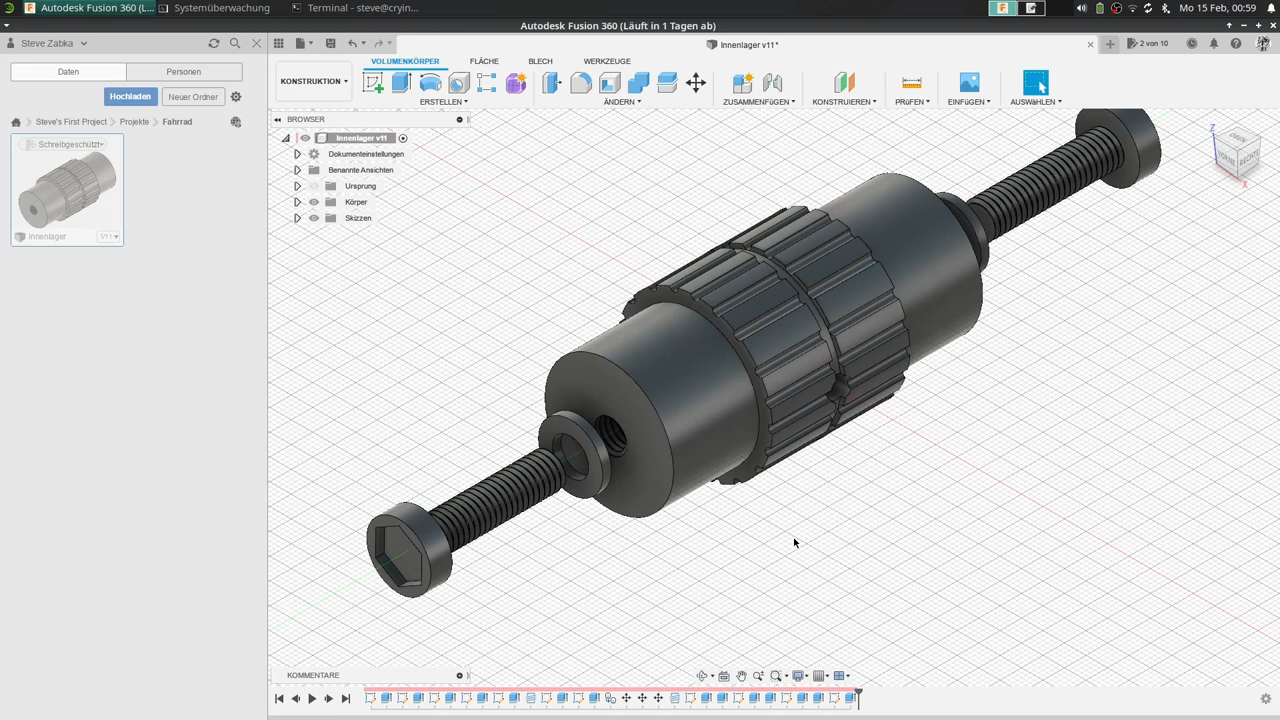 Autodesk Fusion 360 (L...
Systemüberwachung
Terminal - steve@cryin...
Mo 15 Feb, 00:59
Autodesk Fusion 360 (Läuft in 1 Tagen ab)
Steve Zabka
Innenlager v11*
2 von 10
Daten
Personen
Hochladen
Neuer Ordner
Steve's First Project
Projekte
Fahrrad
Schreibgeschützt
Innenlager
V11
KONSTRUKTION
VOLUMENKÖRPER
FLÄCHE
BLECH
WERKZEUGE
ERSTELLEN
ÄNDERN
ZUSAMMENFüGEN
KONSTRUIEREN
PRüFEN
EINFüGEN
AUSWÄHLEN
BROWSER
Innenlager v11
Dokumenteinstellungen
Benannte Ansichten
Ursprung
Körper
Skizzen
Z
VORNE
RECHTS
X
KOMMENTARE